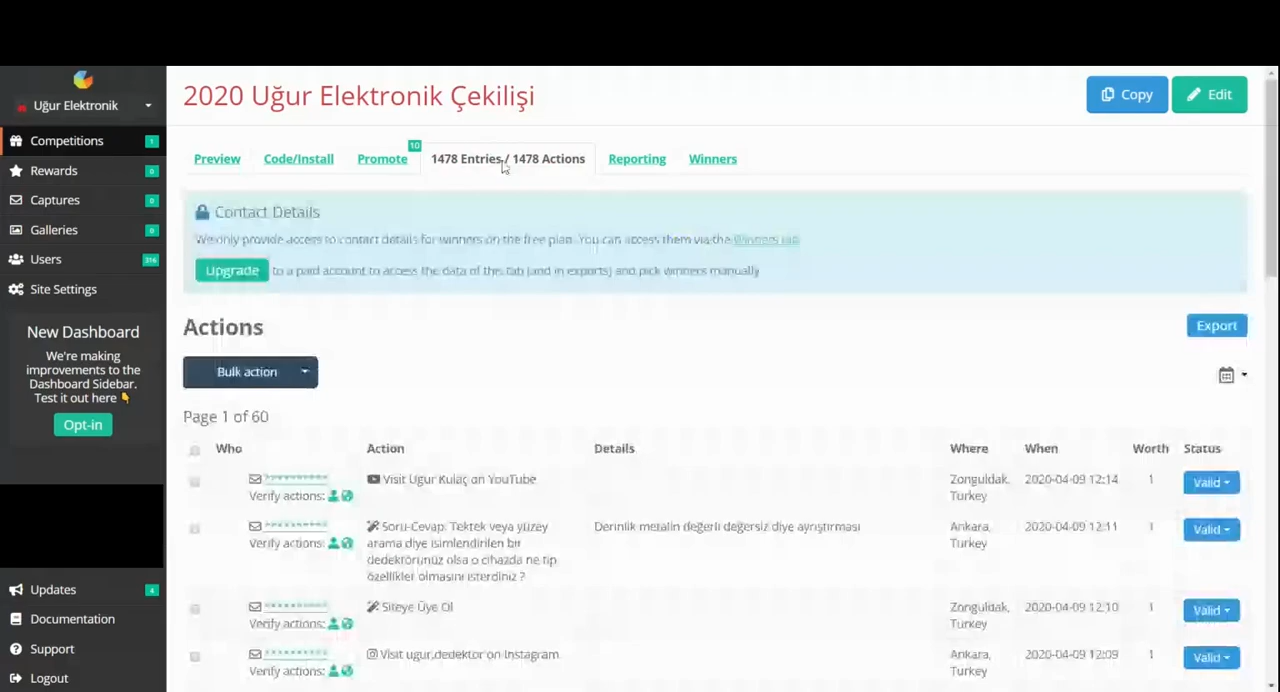 2020 Uğur Elektronik Çekilişi
Copy
Edit
Uğur Elektronik
Competitions 1
Rewards 0
Captures 0
Galleries 0
Users 316
Site Settings
New Dashboard
We're making
improvements to the
Dashboard Sidebar.
Test it out here
Opt-in
Updates 4
Documentation
Support
Logout
Preview Code/Install Promote 10 1478 Entries / 1478 Actions Reporting Winners
Contact Details
We only provide access to contact details for winners on the free plan. You can access them via the Winners tab
Upgrade to a paid account to access the data of this tab (and in exports) and pick winners manually
Actions
Export
Bulk action
Page 1 of 60
Who Action Details Where When Worth Status
********** Visit Uğur Kulaç on YouTube Zonguldak, 2020-04-09 12:14 1 Valid
Verify actions: Turkey
********** Soru-Cevap: Tektek veya yüzey Derinlik metalin değerli değersiz diye ayrıştırması Ankara, 2020-04-09 12:11 1 Valid
Verify actions: arama diye isimlendirilen bir Turkey
dedektörünüz olsa o cihazda ne tip
özellikler olmasını isterdiniz ?
********** Siteye Üye Ol Zonguldak, 2020-04-09 12:10 1 Valid
Verify actions: Turkey
********** Visit ugur.dedektor on Instagram Ankara, 2020-04-09 12:09 1 Valid
Verify actions: Turkey